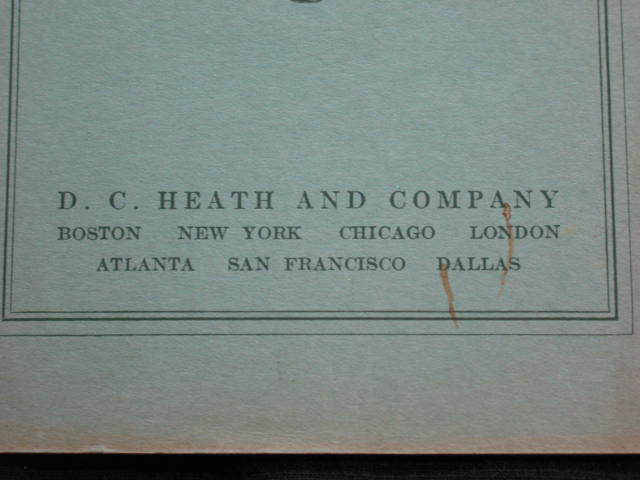 D. C. HEATH AND COMPANY
BOSTON NEW YORK CHICAGO LONDON
ATLANTA SAN FRANCISCO DALLAS